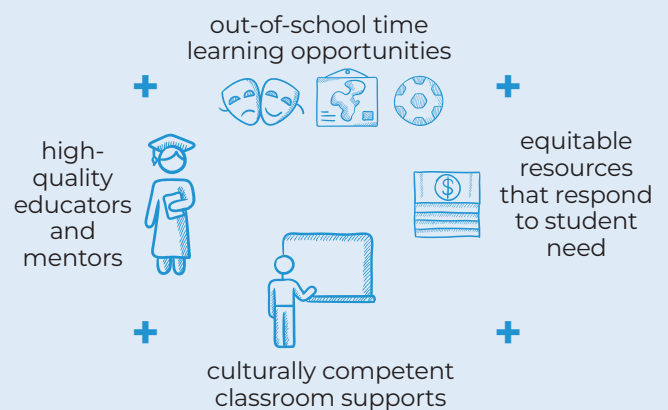 out-of-school time
learning opportunities
+
+
high-
quality
educators
and
mentors
equitable
resources
that respond
to student
need
$
+
+
culturally competent
classroom supports